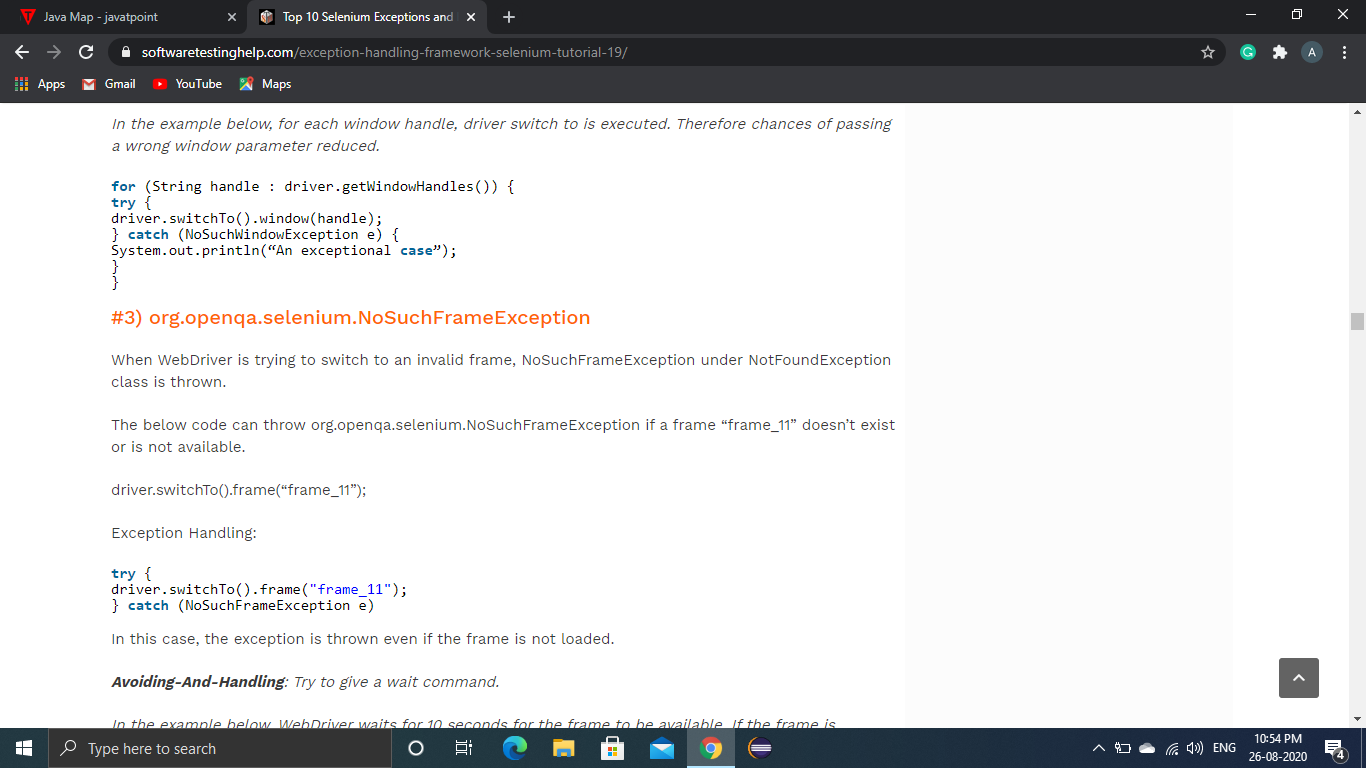 Java Map - javatpoint
Top 10 Selenium Exceptions and
softwaretestinghelp.com/exception-handling-framework-selenium-tutorial-19/
A
Apps
Gmail
YouTube
Maps
In the example below, for each window handle, driver switch to is executed. Therefore chances of passing
a wrong window parameter reduced.
for (String handle : driver.getWindowHandles()) {
try {
driver.switchTo().window(handle);
} catch (NoSuchWindowException e) {
System.out.println(“An exceptional case”);
}
}
#3) org.openqa.selenium.NoSuchFrameException
When WebDriver is trying to switch to an invalid frame, NoSuchFrameException under NotFoundException
class is thrown.
The below code can throw org.openqa.selenium.NoSuchFrameException if a frame “frame_11” doesn’t exist
or is not available.
driver.switchTo().frame(“frame_11”);
Exception Handling:
try {
driver.switchTo().frame("frame_11");
} catch (NoSuchFrameException e)
In this case, the exception is thrown even if the frame is not loaded.
Avoiding-And-Handling: Try to give a wait command.
In the example below, WebDriver waits for 10 seconds for the frame to be available. If the frame is
Type here to search
ENG
10:54 PM
26-08-2020
4